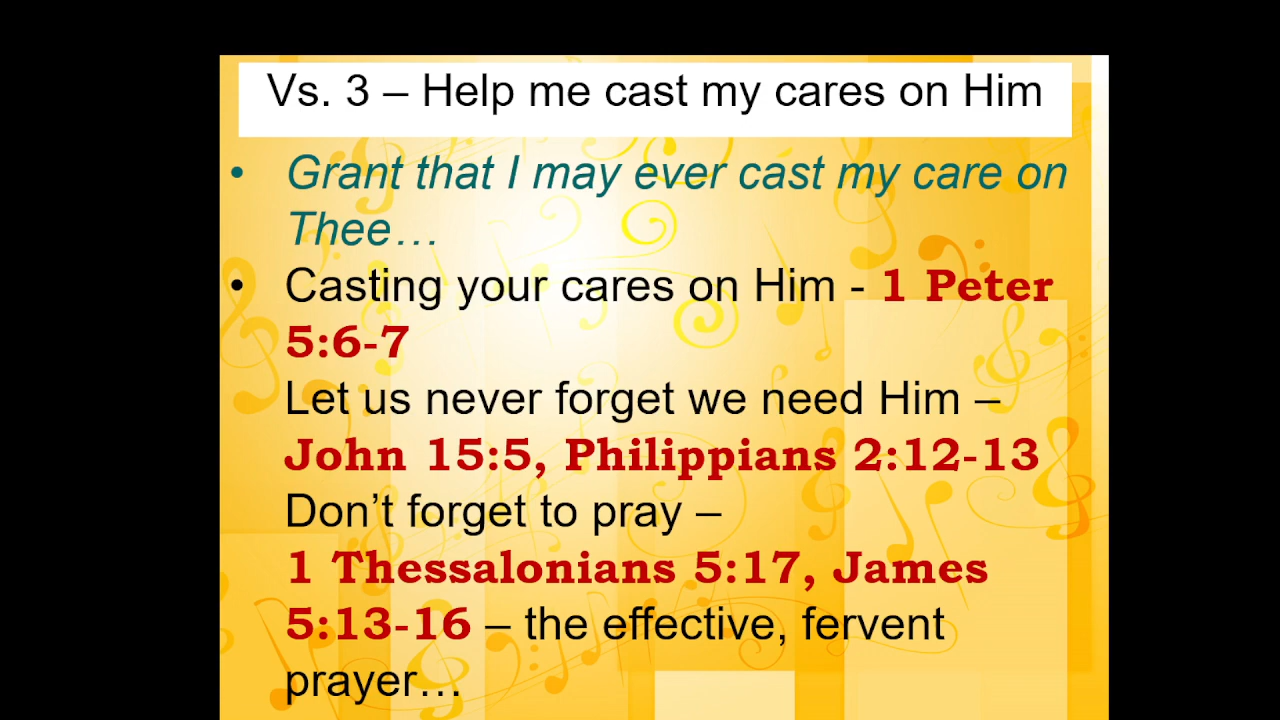 Vs. 3 – Help me cast my cares on Him
• Grant that I may ever cast my care on
Thee…
• Casting your cares on Him - 1 Peter
5:6-7
Let us never forget we need Him –
John 15:5, Philippians 2:12-13
Don’t forget to pray –
1 Thessalonians 5:17, James
5:13-16 – the effective, fervent
prayer…